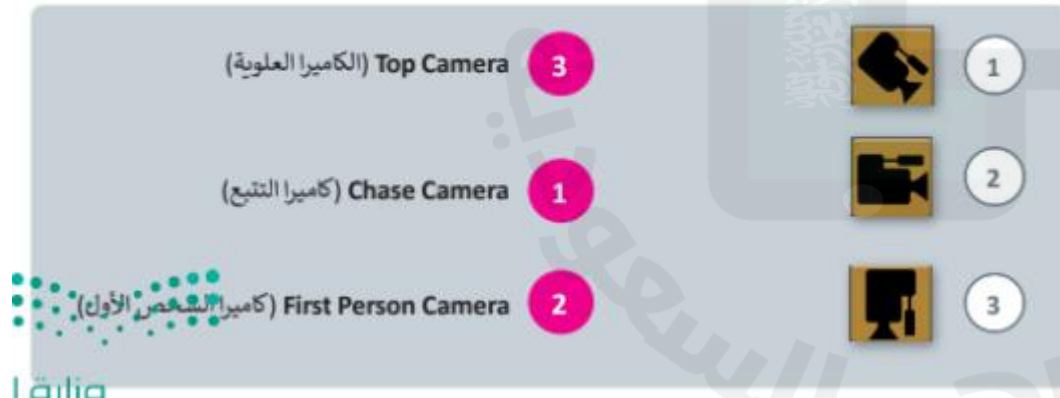 1
3 Top Camera (الكاميرا العلوية)
2
1 Chase Camera (كاميرا التتبع)
3
2 First Person Camera (كاميرا الشخص الأول)